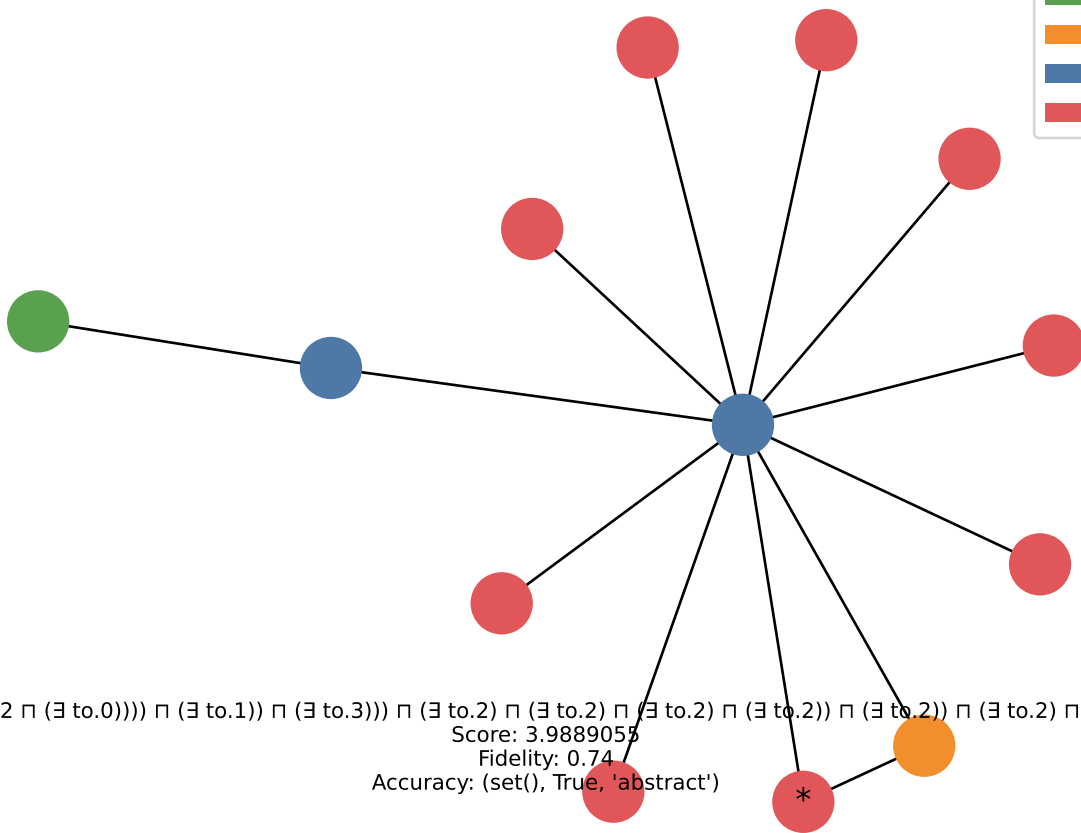 2 ⊓ (∃ to.0)))) ⊓ (∃ to.1)) ⊓ (∃ to.3))) ⊓ (∃ to.2) ⊓ (∃ to.2) ⊓ (∃ to.2) ⊓ (∃ to.2)) ⊓ (∃ to.2)) ⊓ (∃ to.2) ⊓
Score: 3.9889055
Fidelity: 0.74
Accuracy: (set(), True, 'abstract')
*